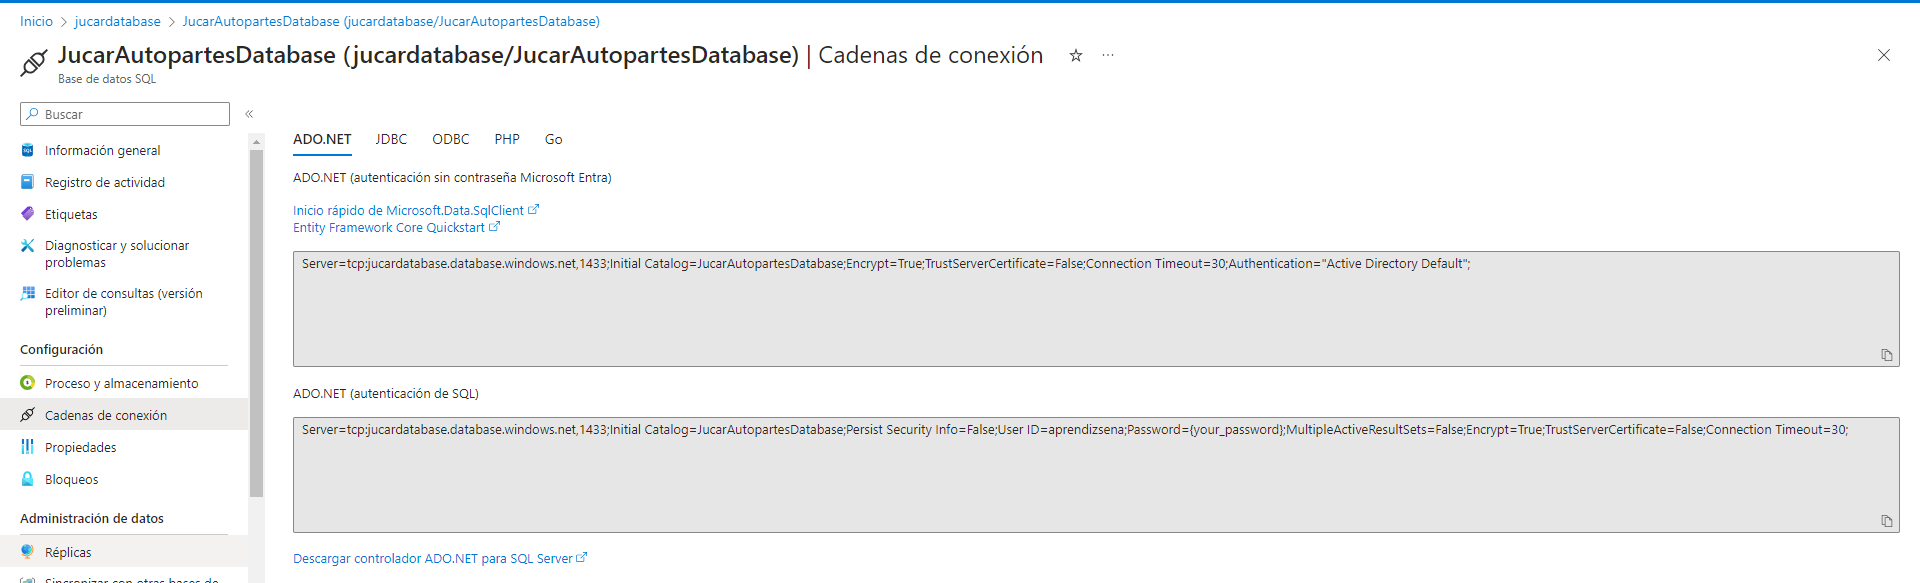 Inicio > jucardatabase > JucarAutopartesDatabase (jucardatabase/JucarAutopartesDatabase)
JucarAutopartesDatabase (jucardatabase/JucarAutopartesDatabase) | Cadenas de conexión
Base de datos SQL
Buscar
Información general
Registro de actividad
Etiquetas
Diagnosticar y solucionar
problemas
Editor de consultas (versión
preliminar)
Configuración
Proceso y almacenamiento
Cadenas de conexión
Propiedades
Bloqueos
Administración de datos
Réplicas
Sincronizar con otras bases de
ADO.NET JDBC ODBC PHP Go
ADO.NET (autenticación sin contraseña Microsoft Entra)
Inicio rápido de Microsoft.Data.SqlClient
Entity Framework Core Quickstart
Server=tcp:jucardatabase.database.windows.net,1433;Initial Catalog=JucarAutopartesDatabase;Encrypt=True;TrustServerCertificate=False;Connection Timeout=30;Authentication="Active Directory Default";
ADO.NET (autenticación de SQL)
Server=tcp:jucardatabase.database.windows.net,1433;Initial Catalog=JucarAutopartesDatabase;Persist Security Info=False;User ID=aprendizsena;Password={your_password};MultipleActiveResultSets=False;Encrypt=True;TrustServerCertificate=False;Connection Timeout=30;
Descargar controlador ADO.NET para SQL Server